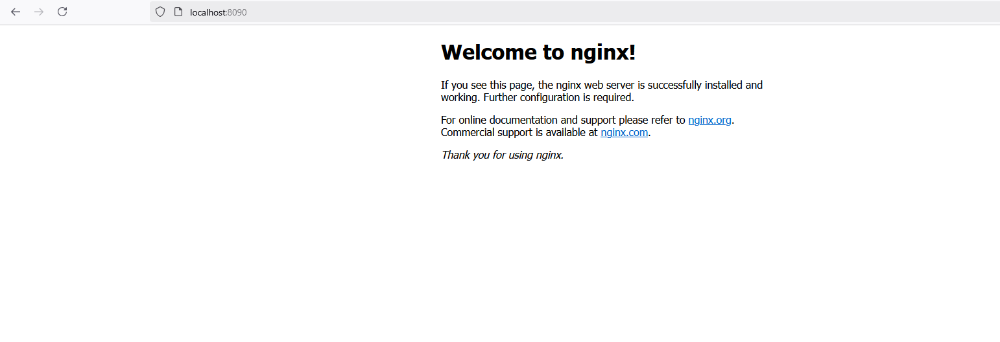 localhost:8090
Welcome to nginx!
If you see this page, the nginx web server is successfully installed and
working. Further configuration is required.
For online documentation and support please refer to nginx.org.
Commercial support is available at nginx.com.
Thank you for using nginx.